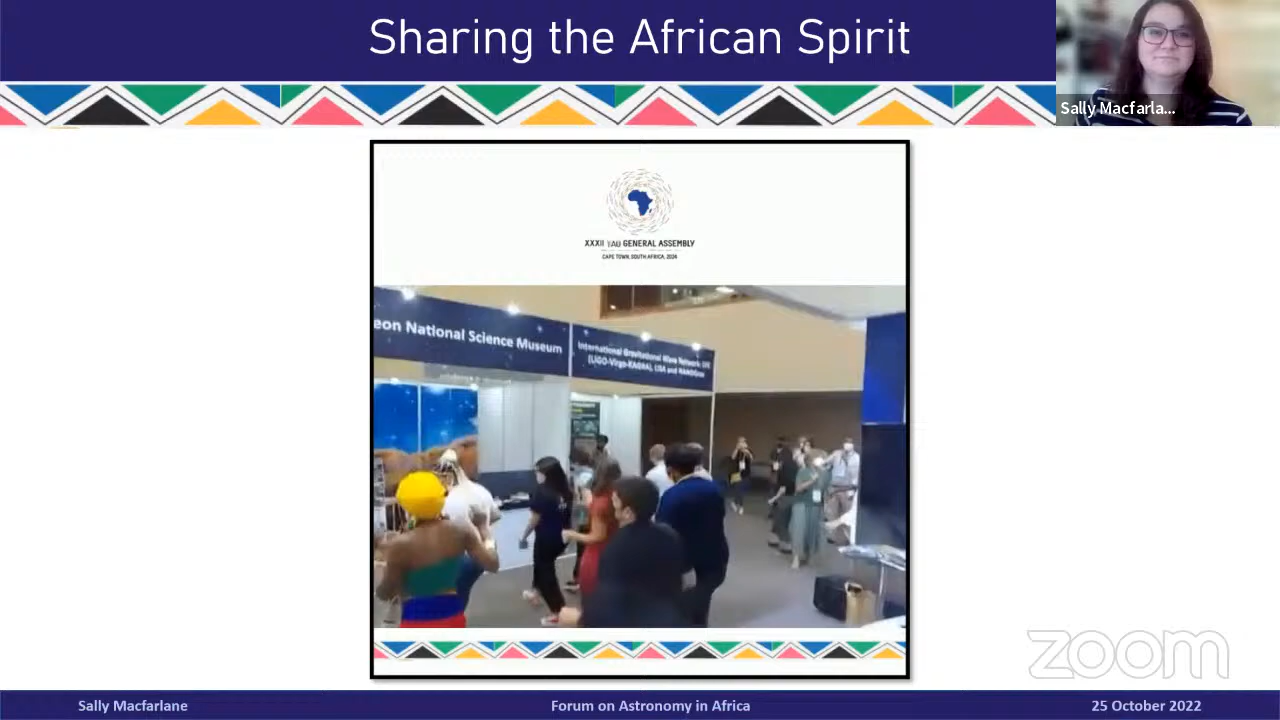 Sharing the African Spirit
Sally Macfarla...
XXXII IAU GENERAL ASSEMBLY
CAPE TOWN, SOUTH AFRICA, 2024
eon National Science Museum
International Gravitational Wave Network:
(LIGO-Virgo-KAGRA), LISA and NANOGrav
zoom
Sally Macfarlane
Forum on Astronomy in Africa
25 October 2022